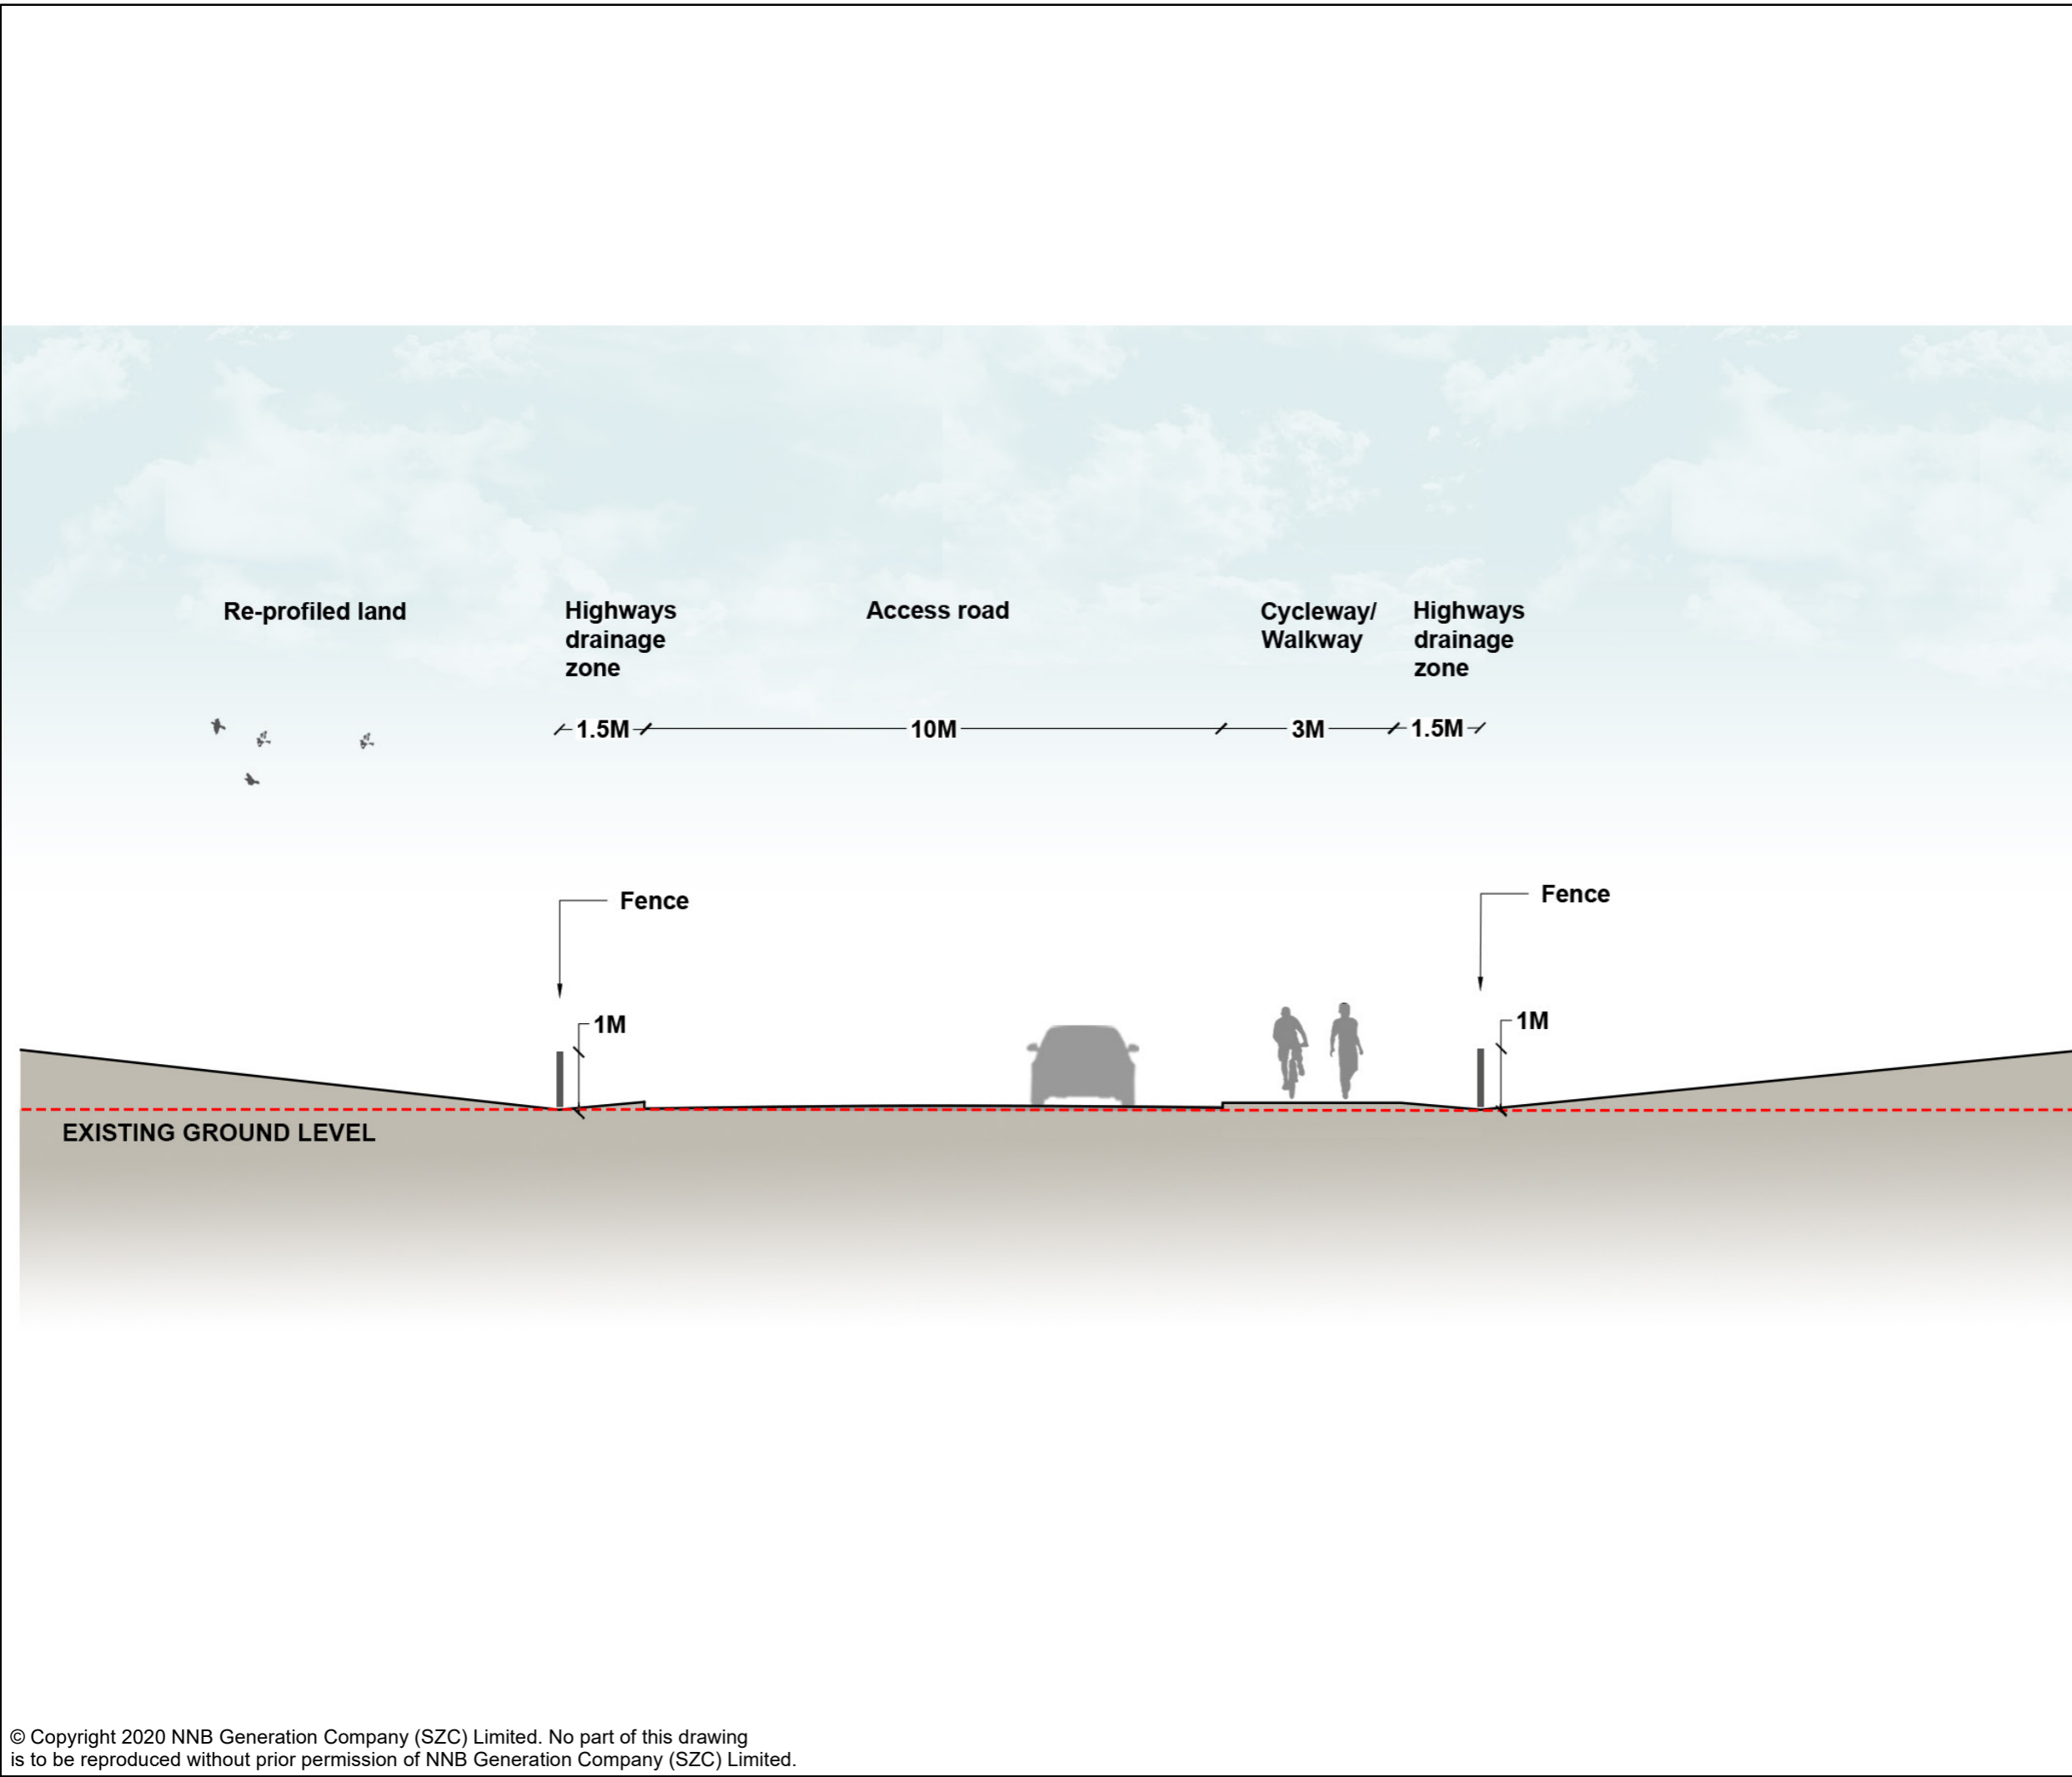 Re-profiled land
Highways
drainage
zone
Access road
Cycleway/
Walkway
Highways
drainage
zone
1.5M
10M
3M
1.5M
Fence
Fence
1M
1M
EXISTING GROUND LEVEL
© Copyright 2020 NNB Generation Company (SZC) Limited. No part of this drawing
is to be reproduced without prior permission of NNB Generation Company (SZC) Limited.